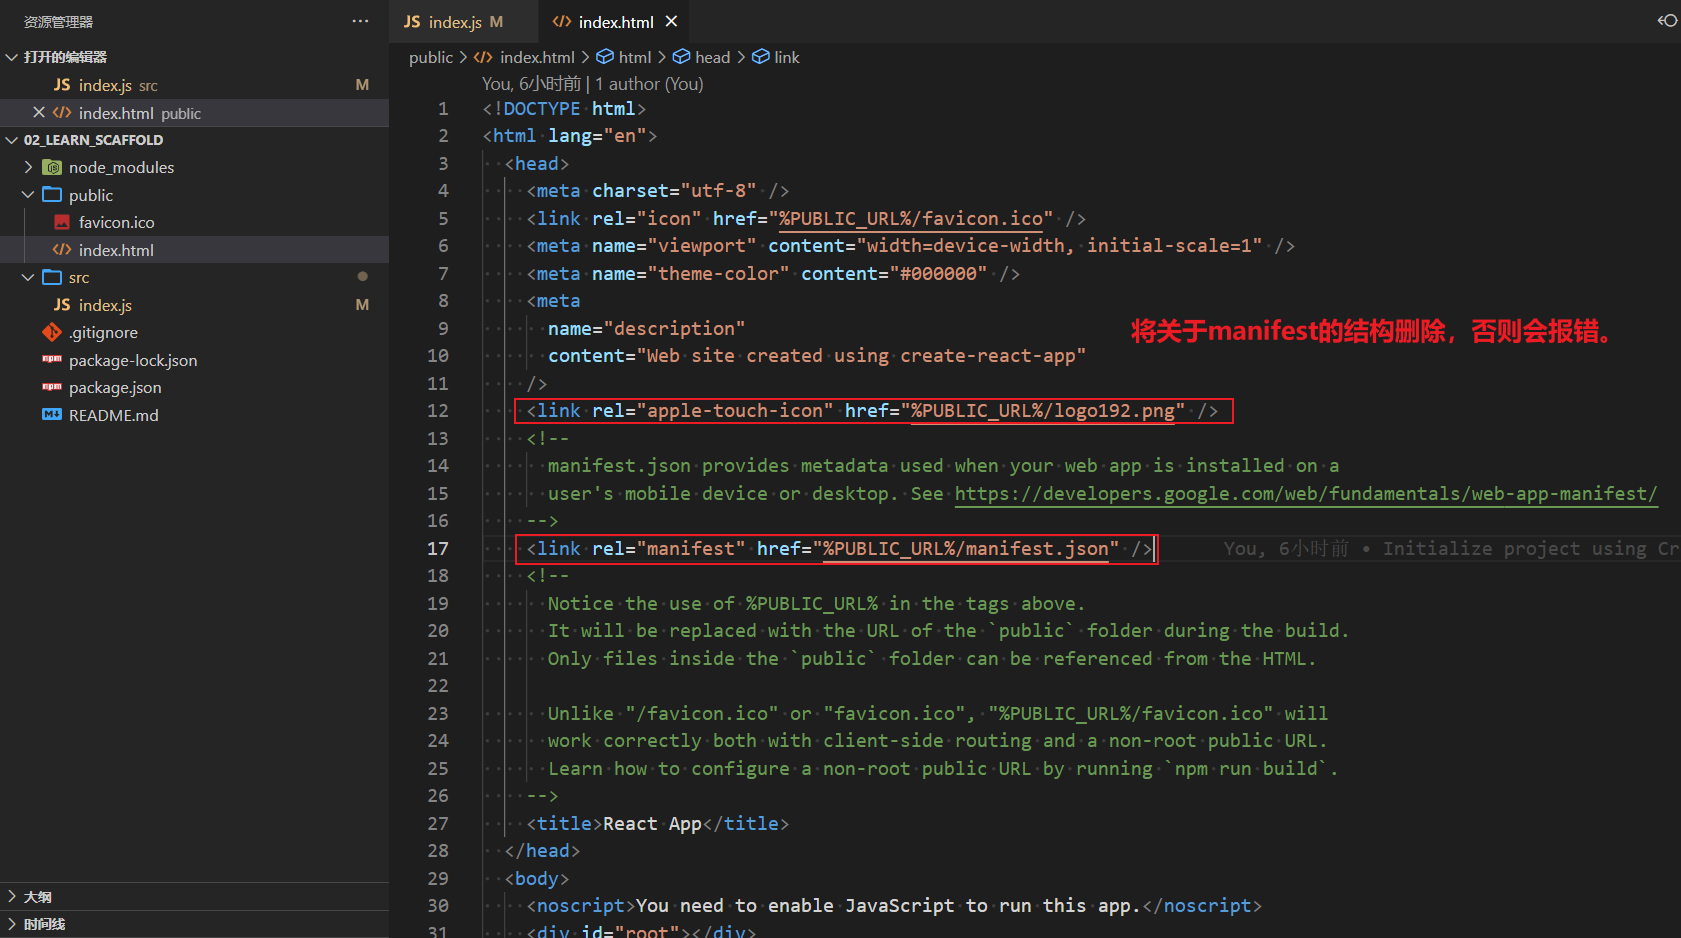 资源管理器 ···
打开的编辑器
JS index.js src M
index.html public
02_LEARN_SCAFFOLD
node_modules
public
favicon.ico
index.html
src
JS index.js M
.gitignore
package-lock.json
package.json
README.md
大纲
时间线
JS index.js M
index.html
public > index.html > html > head > link
You, 6小时前 | 1 author (You)
1 <!DOCTYPE html>
2 <html lang="en">
3 <head>
4 <meta charset="utf-8" />
5 <link rel="icon" href="%PUBLIC_URL%/favicon.ico" />
6 <meta name="viewport" content="width=device-width, initial-scale=1" />
7 <meta name="theme-color" content="#000000" />
8 <meta
9 name="description"
将关于manifest的结构删除，否则会报错。
10 content="Web site created using create-react-app"
11 />
12 <link rel="apple-touch-icon" href="%PUBLIC_URL%/logo192.png" />
13 <!--
14 manifest.json provides metadata used when your web app is installed on a
15 user's mobile device or desktop. See https://developers.google.com/web/fundamentals/web-app-manifest/
16 -->
17 <link rel="manifest" href="%PUBLIC_URL%/manifest.json" /> You, 6小时前 • Initialize project using Cr
18 <!--
19 Notice the use of %PUBLIC_URL% in the tags above.
20 It will be replaced with the URL of the `public` folder during the build.
21 Only files inside the `public` folder can be referenced from the HTML.
22
23 Unlike "/favicon.ico" or "favicon.ico", "%PUBLIC_URL%/favicon.ico" will
24 work correctly both with client-side routing and a non-root public URL.
25 Learn how to configure a non-root public URL by running `npm run build`.
26 -->
27 <title>React App</title>
28 </head>
29 <body>
30 <noscript>You need to enable JavaScript to run this app.</noscript>
31 <div id="root"></div>